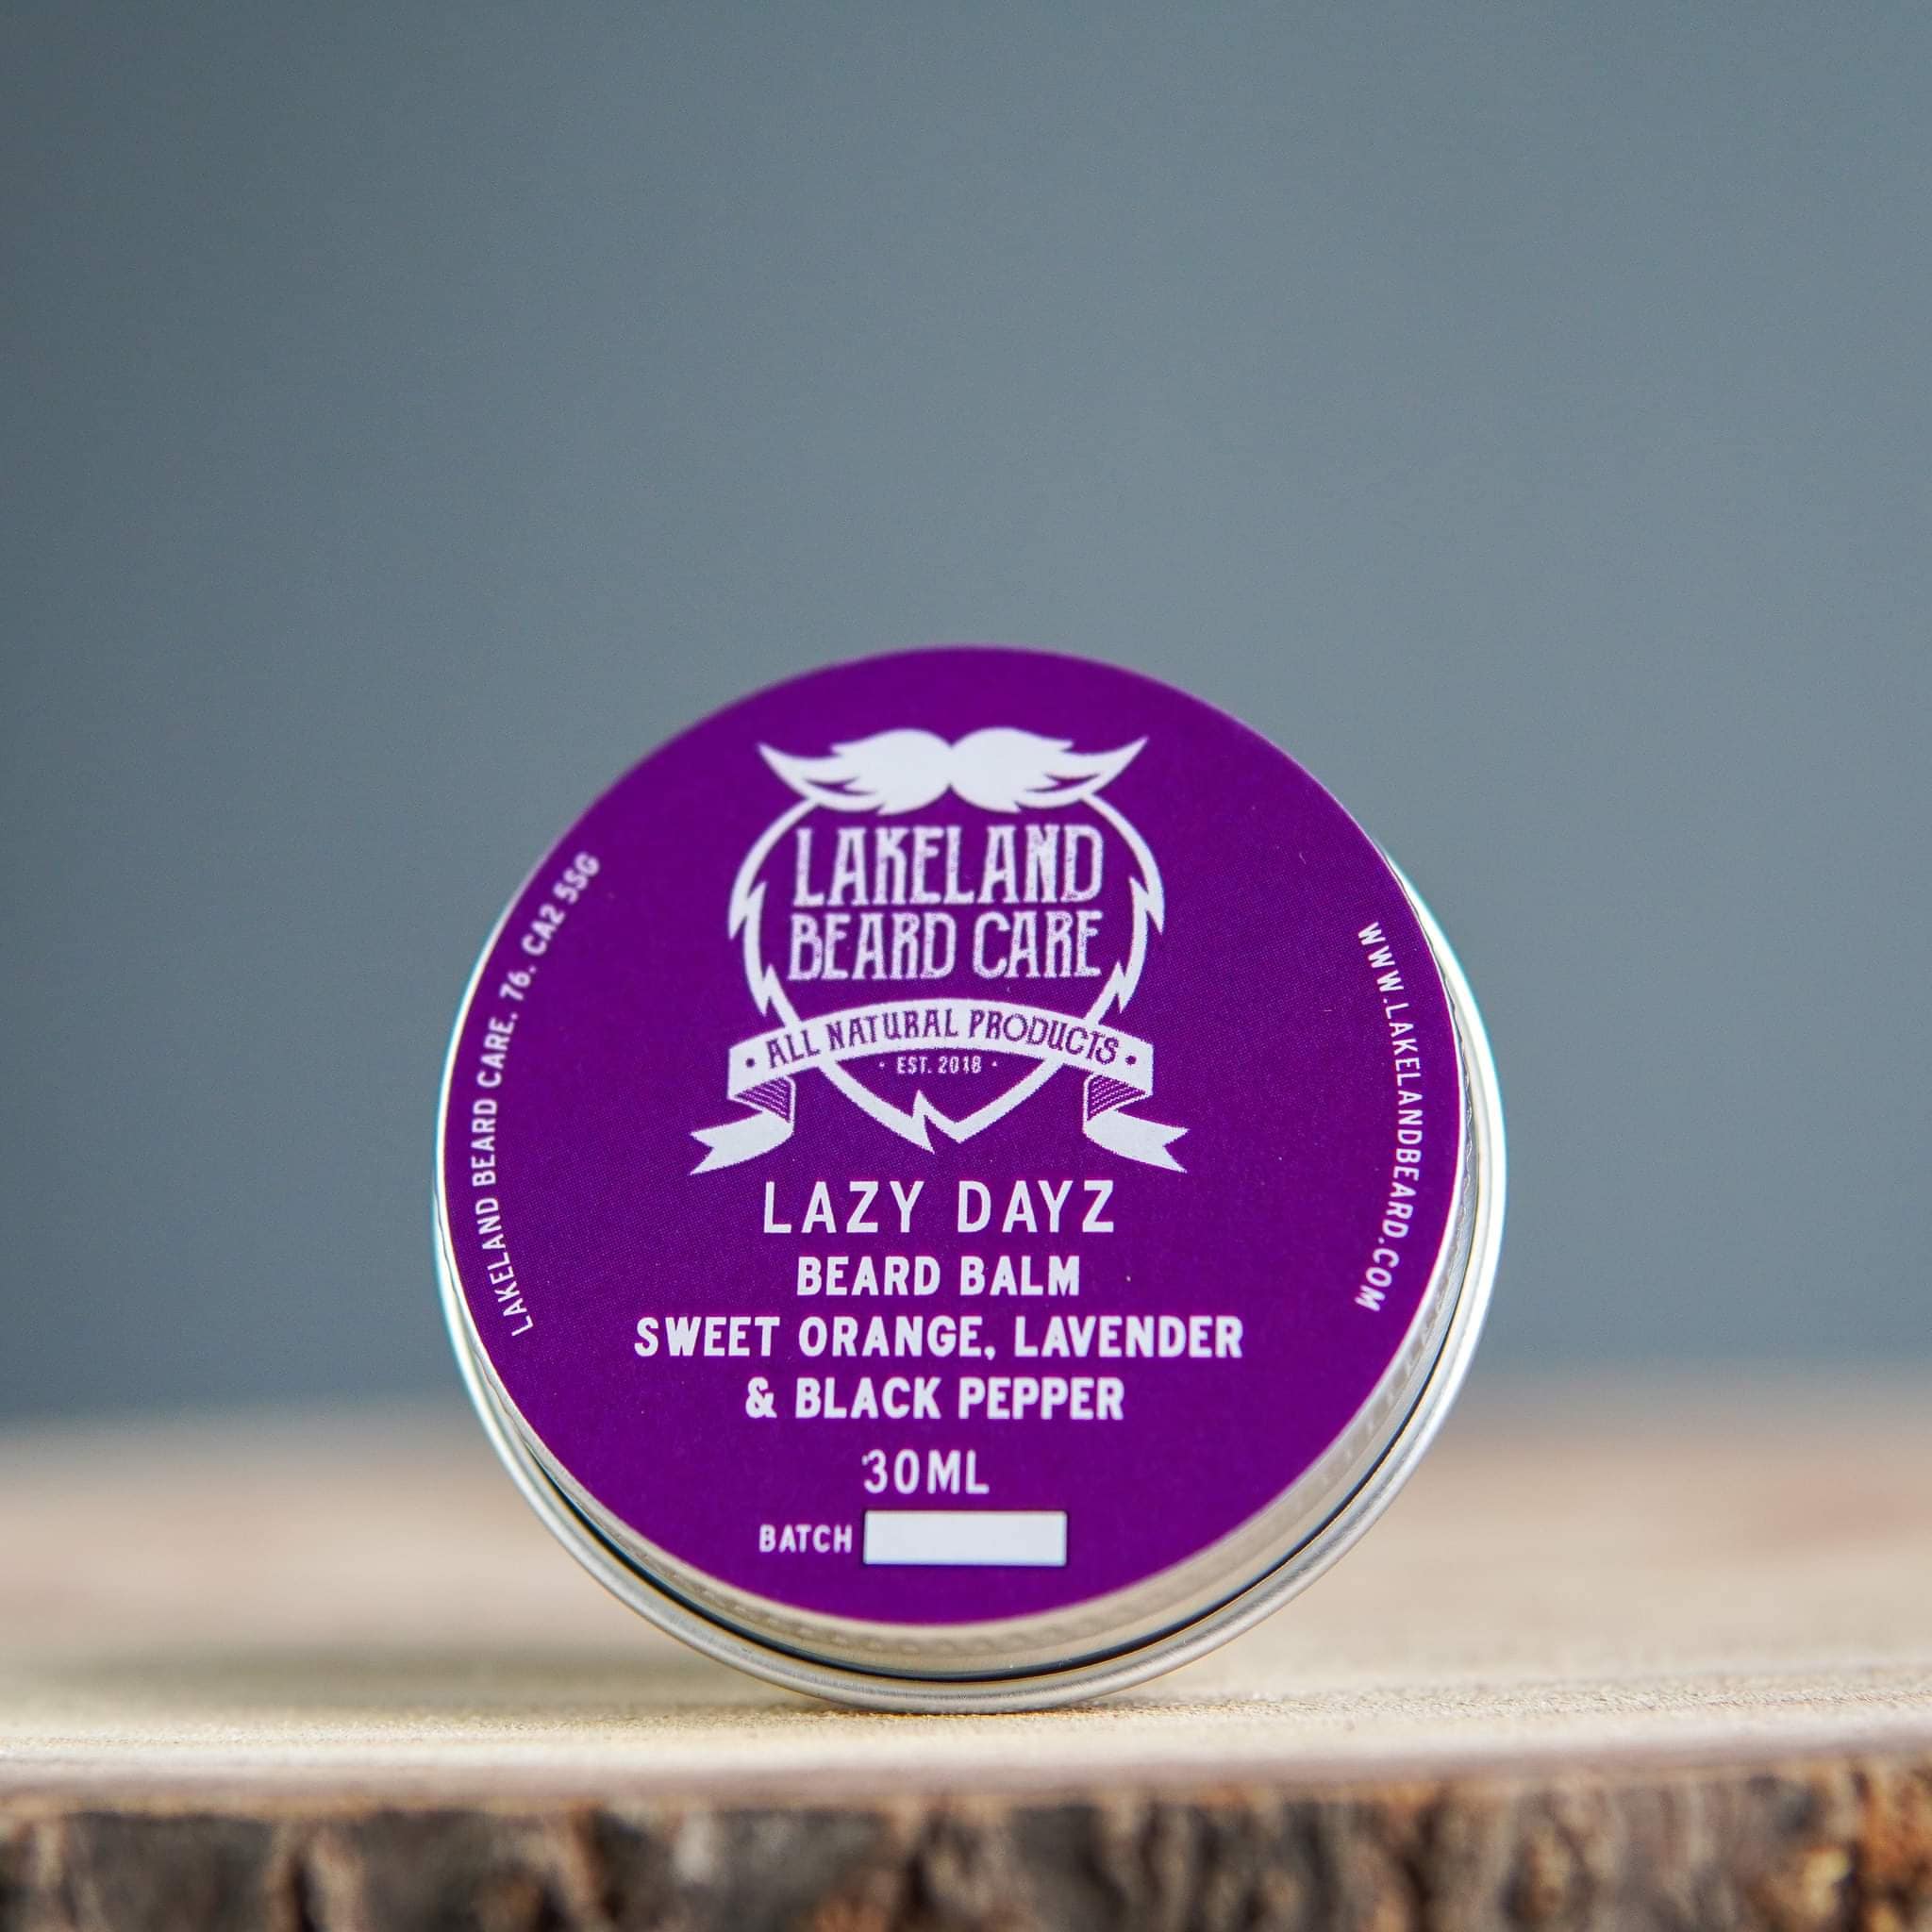 LAKELAND
BEARD CARE
• ALL NATURAL PRODUCTS •
• EST. 2018 •
LAZY DAYZ
BEARD BALM
SWEET ORANGE, LAVENDER
& BLACK PEPPER
30ML
BATCH
LAKELAND BEARD CARE. 76. CA2 5SG
WWW.LAKELANDBEARD.COM